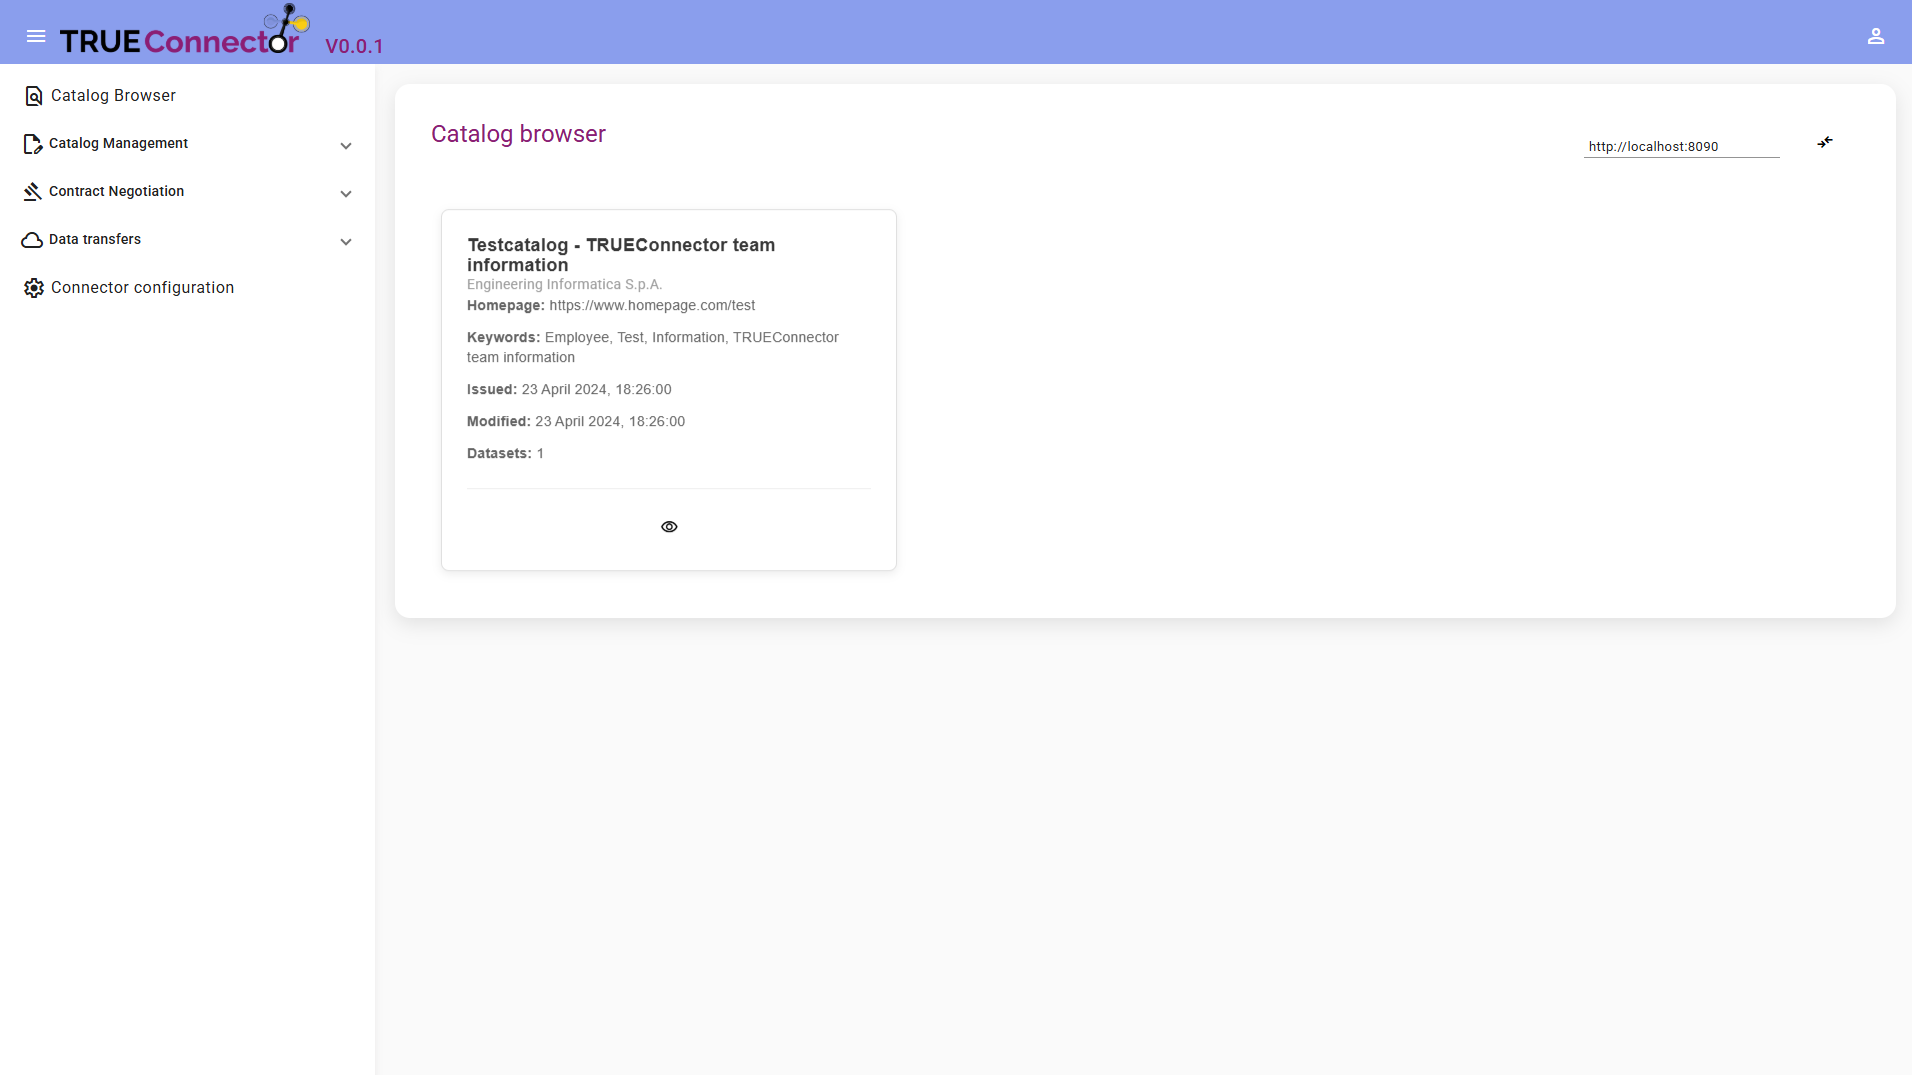 TRUEConnector V0.0.1
Catalog Browser
Catalog Management
Contract Negotiation
Data transfers
Connector configuration
Catalog browser
http://localhost:8090
Testcatalog - TRUEConnector team
information
Engineering Informatica S.p.A.
Homepage: https://www.homepage.com/test
Keywords: Employee, Test, Information, TRUEConnector
team information
Issued: 23 April 2024, 18:26:00
Modified: 23 April 2024, 18:26:00
Datasets: 1